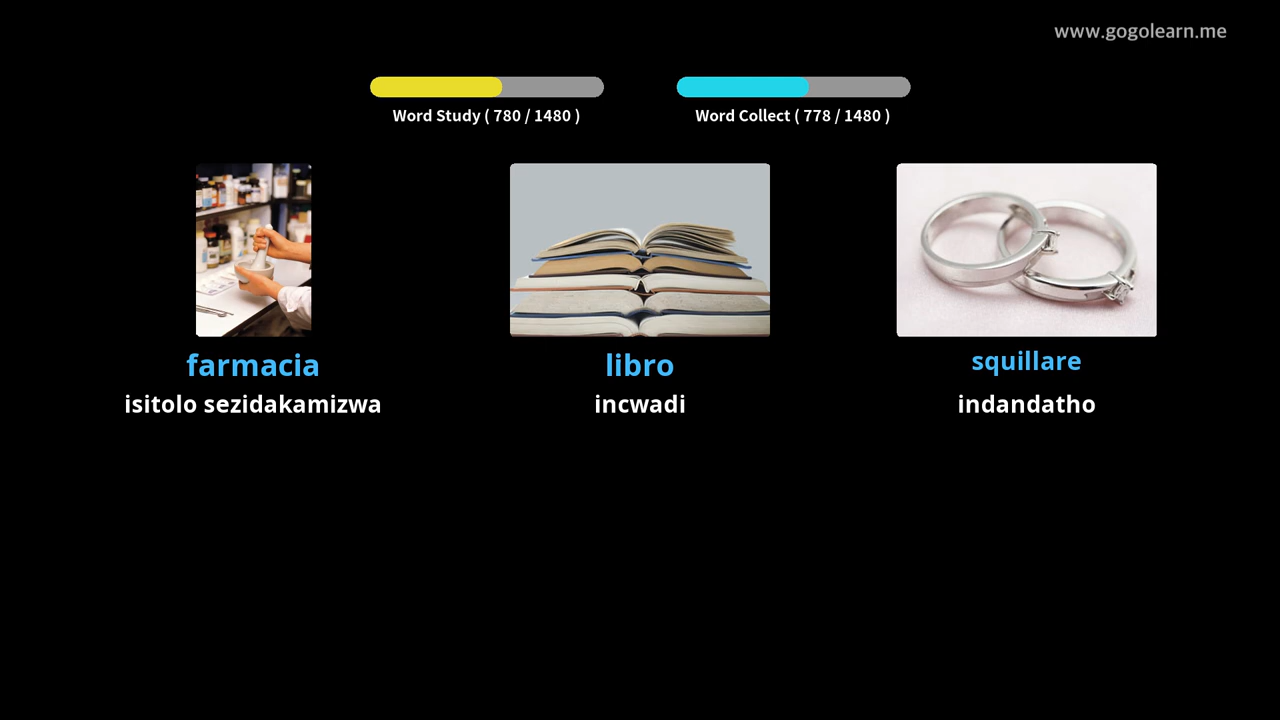 www.gogolearn.me
Word Study ( 780 / 1480 )
Word Collect ( 778 / 1480 )
farmacia
isitolo sezidakamizwa
libro
incwadi
squillare
indandatho